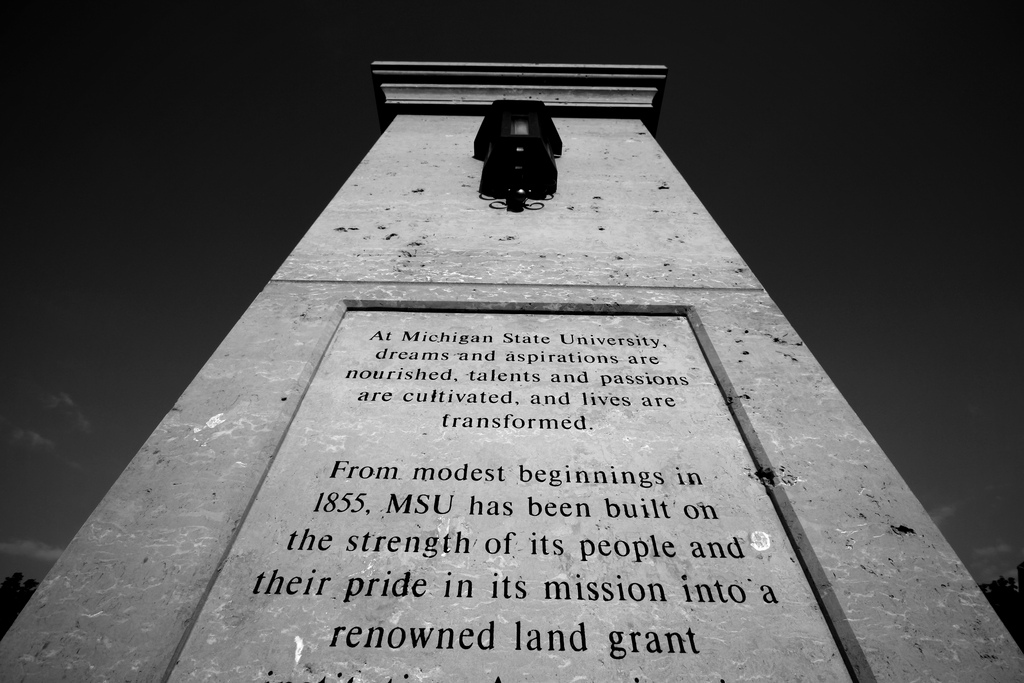 At Michigan State University,
dreams and aspirations are
nourished, talents and passions
are cultivated, and lives are
transformed.
From modest beginnings in
1855, MSU has been built on
the strength of its people and
their pride in its mission into a
renowned land grant